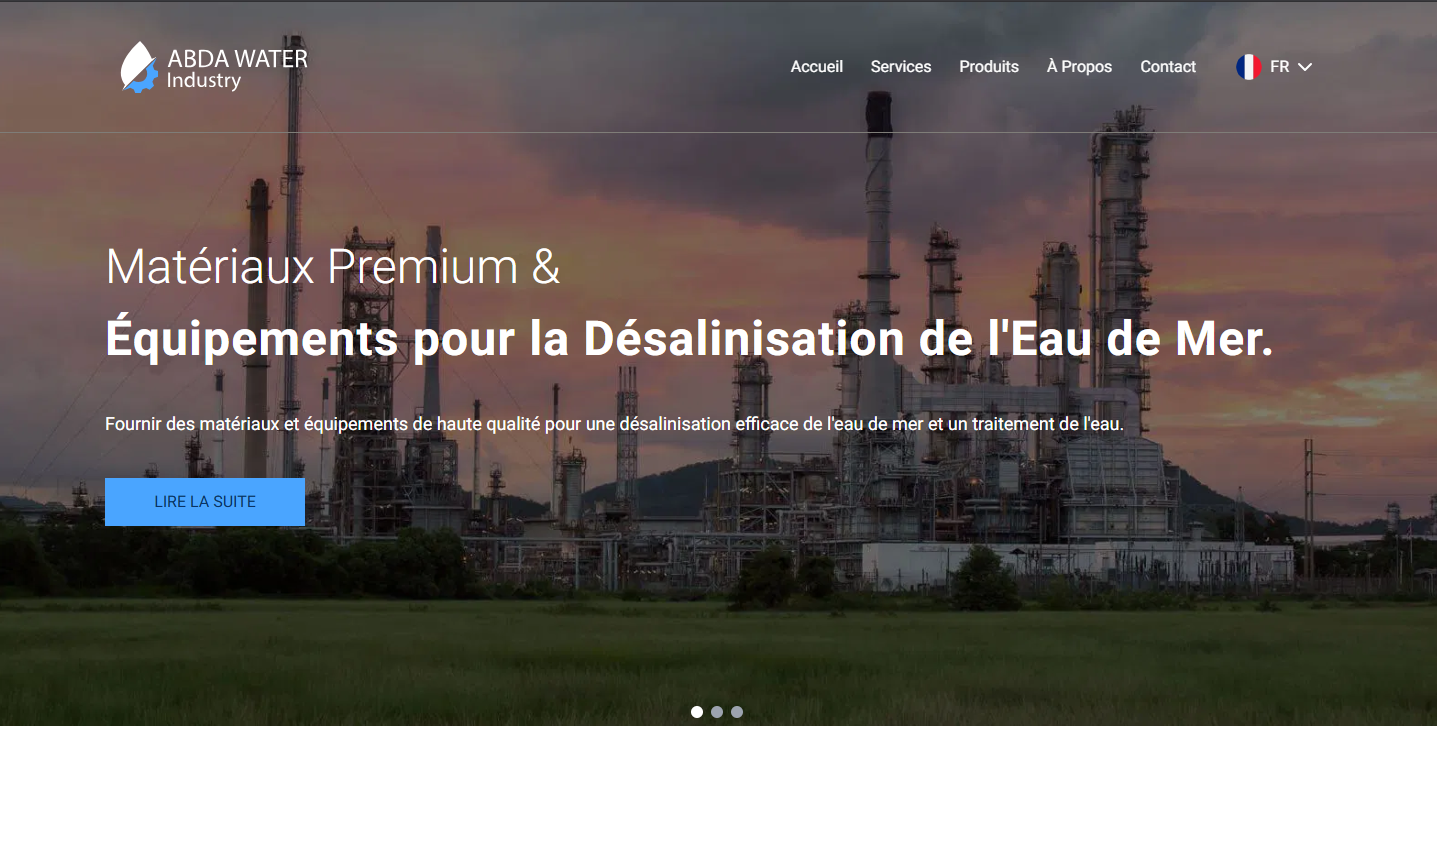 ABDA WATER
Industry
Accueil Services Produits À Propos Contact FR
Matériaux Premium &
Équipements pour la Désalinisation de l'Eau de Mer.
Fournir des matériaux et équipements de haute qualité pour une désalinisation efficace de l'eau de mer et un traitement de l'eau.
LIRE LA SUITE